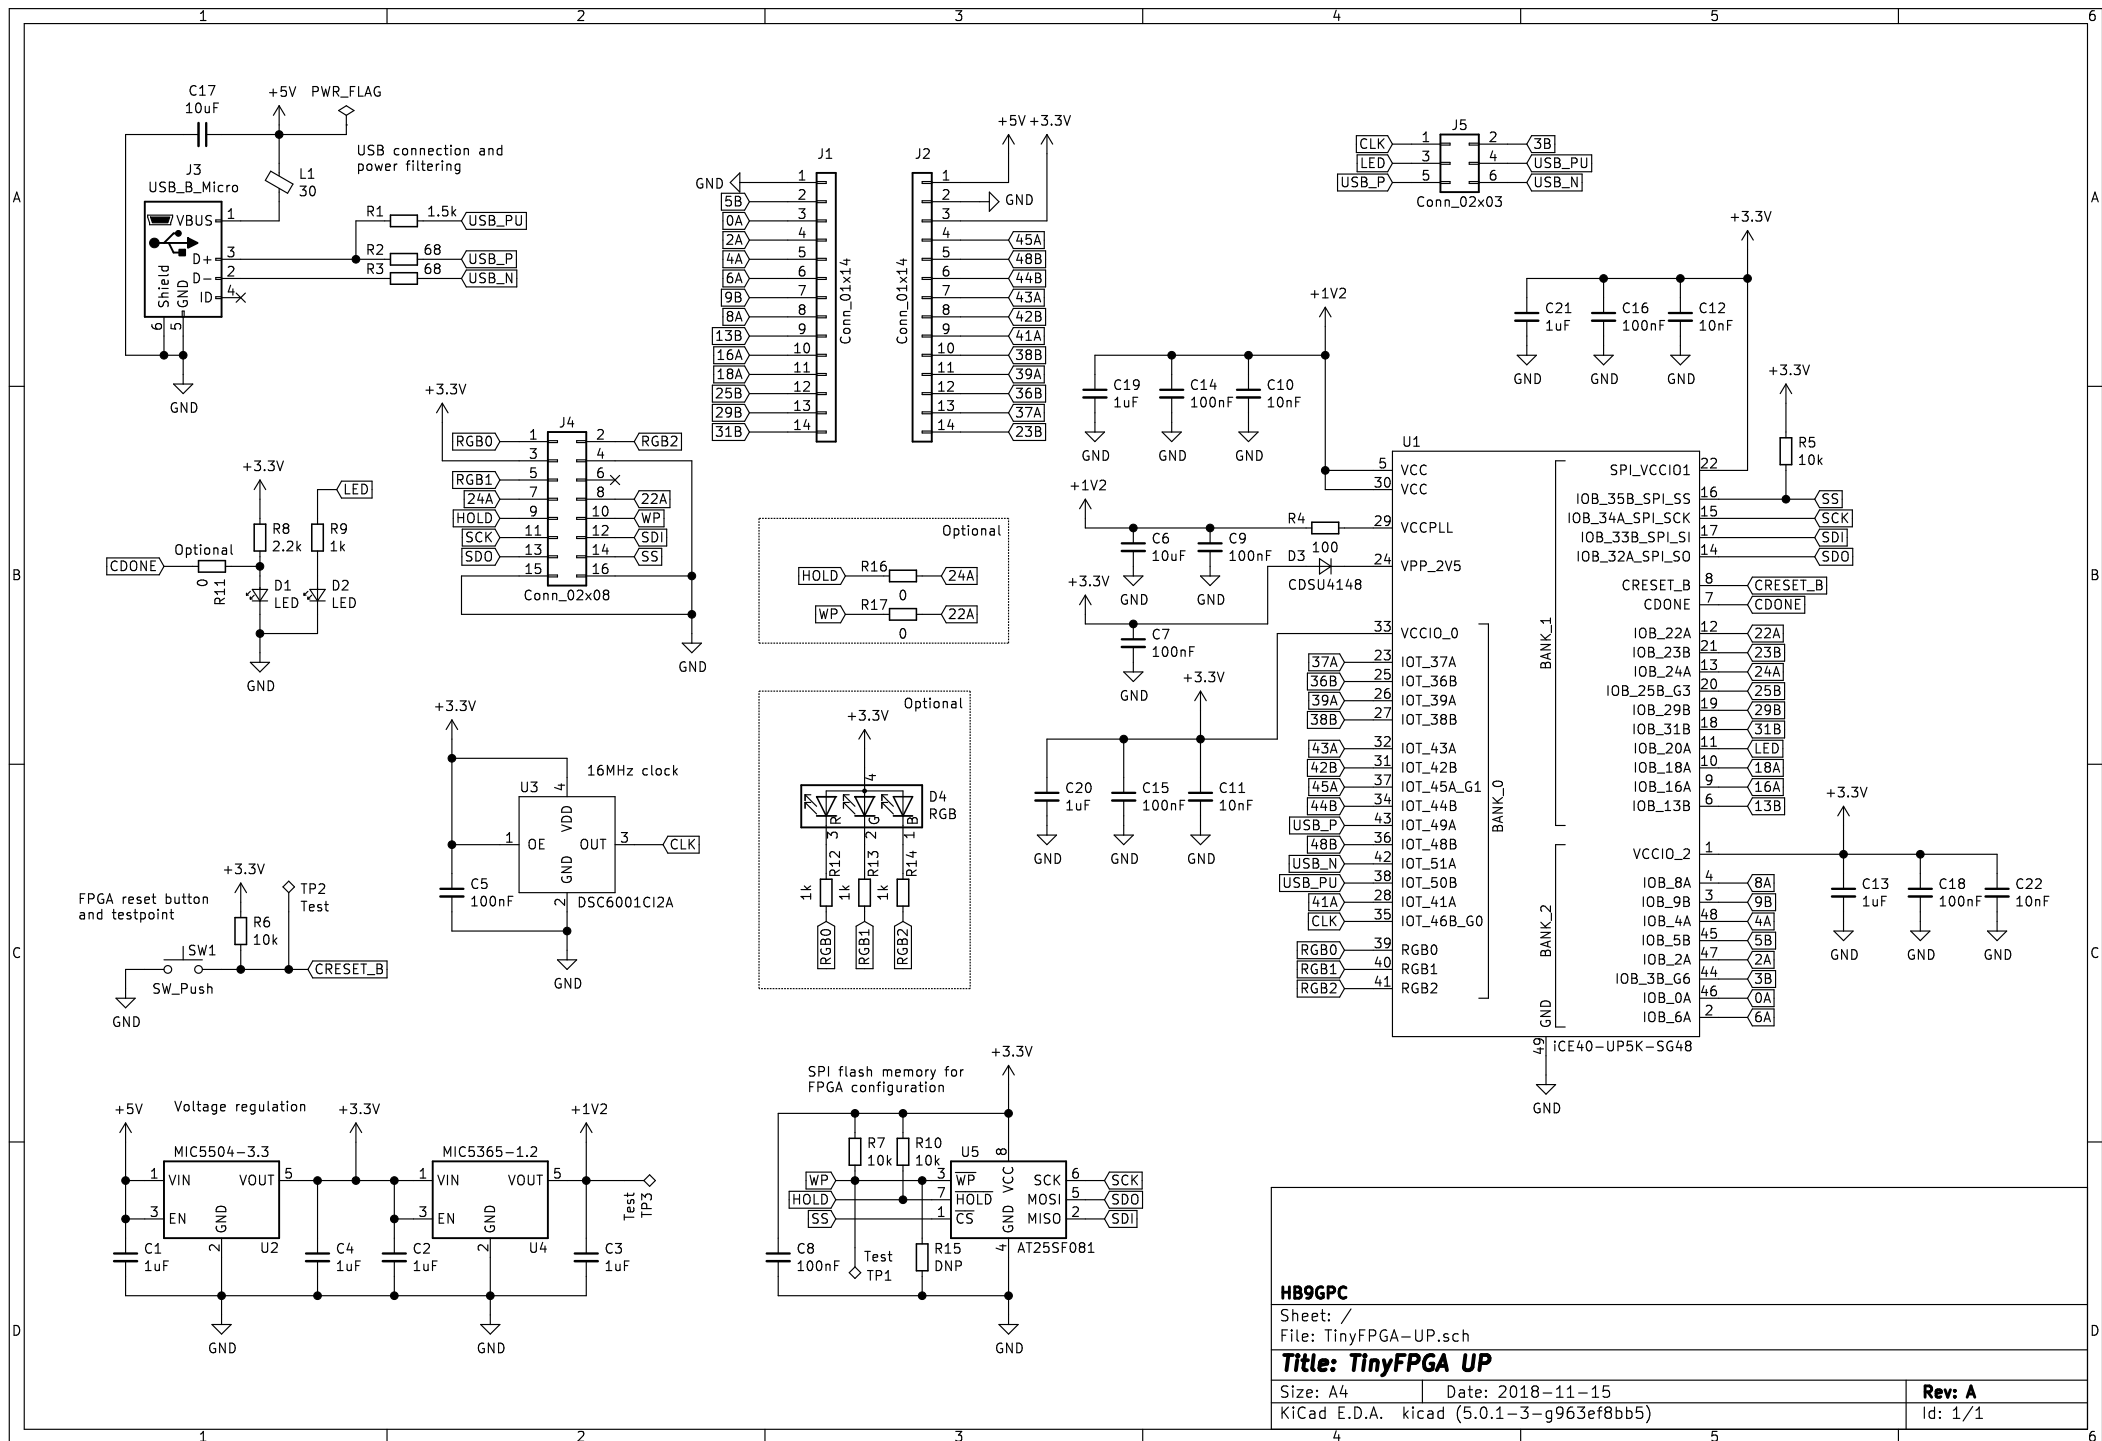 1 2 3 4 5 6
A
B
C
D
C17
10uF
+5V
PWR_FLAG
USB connection and
power filtering
J3
USB_B_Micro
L1
30
VBUS 1
D+ 3
D- 2
ID 4
Shield
GND
6
5
GND
R1 1.5k USB_PU
R2 68 USB_P
R3 68 USB_N
J1
GND 1
5B 2
0A 3
2A 4
4A 5
6A 6
9B 7
8A 8
13B 9
16A 10
18A 11
25B 12
29B 13
31B 14
Conn_01x14
J2
+5V +3.3V
1
2 GND
3
4 45A
5 48B
6 44B
7 43A
8 42B
9 41A
10 38B
11 39A
12 36B
13 37A
14 23B
Conn_01x14
J5
CLK 1 2 3B
LED 3 4 USB_PU
USB_P 5 6 USB_N
Conn_02x03
+3.3V
C21
1uF
C16
100nF
C12
10nF
GND GND GND
+1V2
C19
1uF
C14
100nF
C10
10nF
GND GND GND
+3.3V
R5
10k
+3.3V
J4
RGB0 1 2 RGB2
3 4
RGB1 5 6
24A 7 8 22A
HOLD 9 10 WP
SCK 11 12 SDI
SDO 13 14 SS
15 16
Conn_02x08
GND
+3.3V
LED
R8
2.2k
R9
1k
Optional
CDONE
0
R11
D1
LED
D2
LED
GND
Optional
HOLD R16 24A
0
WP R17 22A
0
+1V2
C6
10uF
C9
100nF
R4
100
GND GND
D3
CDSU4148
+3.3V
C7
100nF
GND
+3.3V
C20
1uF
C15
100nF
C11
10nF
GND GND GND
U1
5 VCC
30 VCC
29 VCCPLL
24 VPP_2V5
33 VCCIO_0
37A 23 IOT_37A
36B 25 IOT_36B
39A 26 IOT_39A
38B 27 IOT_38B
43A 32 IOT_43A
42B 31 IOT_42B
45A 37 IOT_45A_G1
44B 34 IOT_44B
USB_P 43 IOT_49A
48B 36 IOT_48B
USB_N 42 IOT_51A
USB_PU 38 IOT_50B
41A 28 IOT_41A
CLK 35 IOT_46B_G0
RGB0 39 RGB0
RGB1 40 RGB1
RGB2 41 RGB2
BANK_0
BANK_1
BANK_2
SPI_VCCIO1 22
IOB_35B_SPI_SS 16 SS
IOB_34A_SPI_SCK 15 SCK
IOB_33B_SPI_SI 17 SDI
IOB_32A_SPI_SO 14 SDO
CRESET_B 8 CRESET_B
CDONE 7 CDONE
IOB_22A 12 22A
IOB_23B 21 23B
IOB_24A 13 24A
IOB_25B_G3 20 25B
IOB_29B 19 29B
IOB_31B 18 31B
IOB_20A 11 LED
IOB_18A 10 18A
IOB_16A 9 16A
IOB_13B 6 13B
VCCIO_2 1
IOB_8A 4 8A
IOB_9B 3 9B
IOB_4A 48 4A
IOB_5B 45 5B
IOB_2A 47 2A
IOB_3B_G6 44 3B
IOB_0A 46 0A
IOB_6A 2 6A
GND
49
iCE40-UP5K-SG48
GND
+3.3V
C13
1uF
C18
100nF
C22
10nF
GND GND GND
+3.3V
16MHz clock
U3
4
VDD
1 OE
OUT 3 CLK
GND
2
DSC6001CI2A
C5
100nF
GND
Optional
+3.3V
4
D4
RGB
R G B
3 2 1
R12 R13 R14
1k 1k 1k
RGB0 RGB1 RGB2
FPGA reset button
and testpoint
+3.3V
TP2
Test
R6
10k
SW1
SW_Push
CRESET_B
GND
Voltage regulation
+5V
+3.3V
+1V2
MIC5504-3.3
1 VIN VOUT 5
3 EN
GND
2
U2
MIC5365-1.2
1 VIN VOUT 5
3 EN
GND
2
U4
Test
TP3
C1
1uF
C4
1uF
C2
1uF
C3
1uF
GND GND
SPI flash memory for
FPGA configuration
+3.3V
R7
10k
R10
10k
U5
8
VCC
WP 3 WP SCK 6 SCK
HOLD 7 HOLD MOSI 5 SDO
SS 1 CS MISO 2 SDI
GND
4
AT25SF081
C8
100nF
Test
TP1
R15
DNP
GND
HB9GPC
Sheet: /
File: TinyFPGA-UP.sch
Title: TinyFPGA UP
Size: A4 Date: 2018-11-15 Rev: A
KiCad E.D.A. kicad (5.0.1-3-g963ef8bb5) Id: 1/1
A
B
C
D
1 2 3 4 5 6